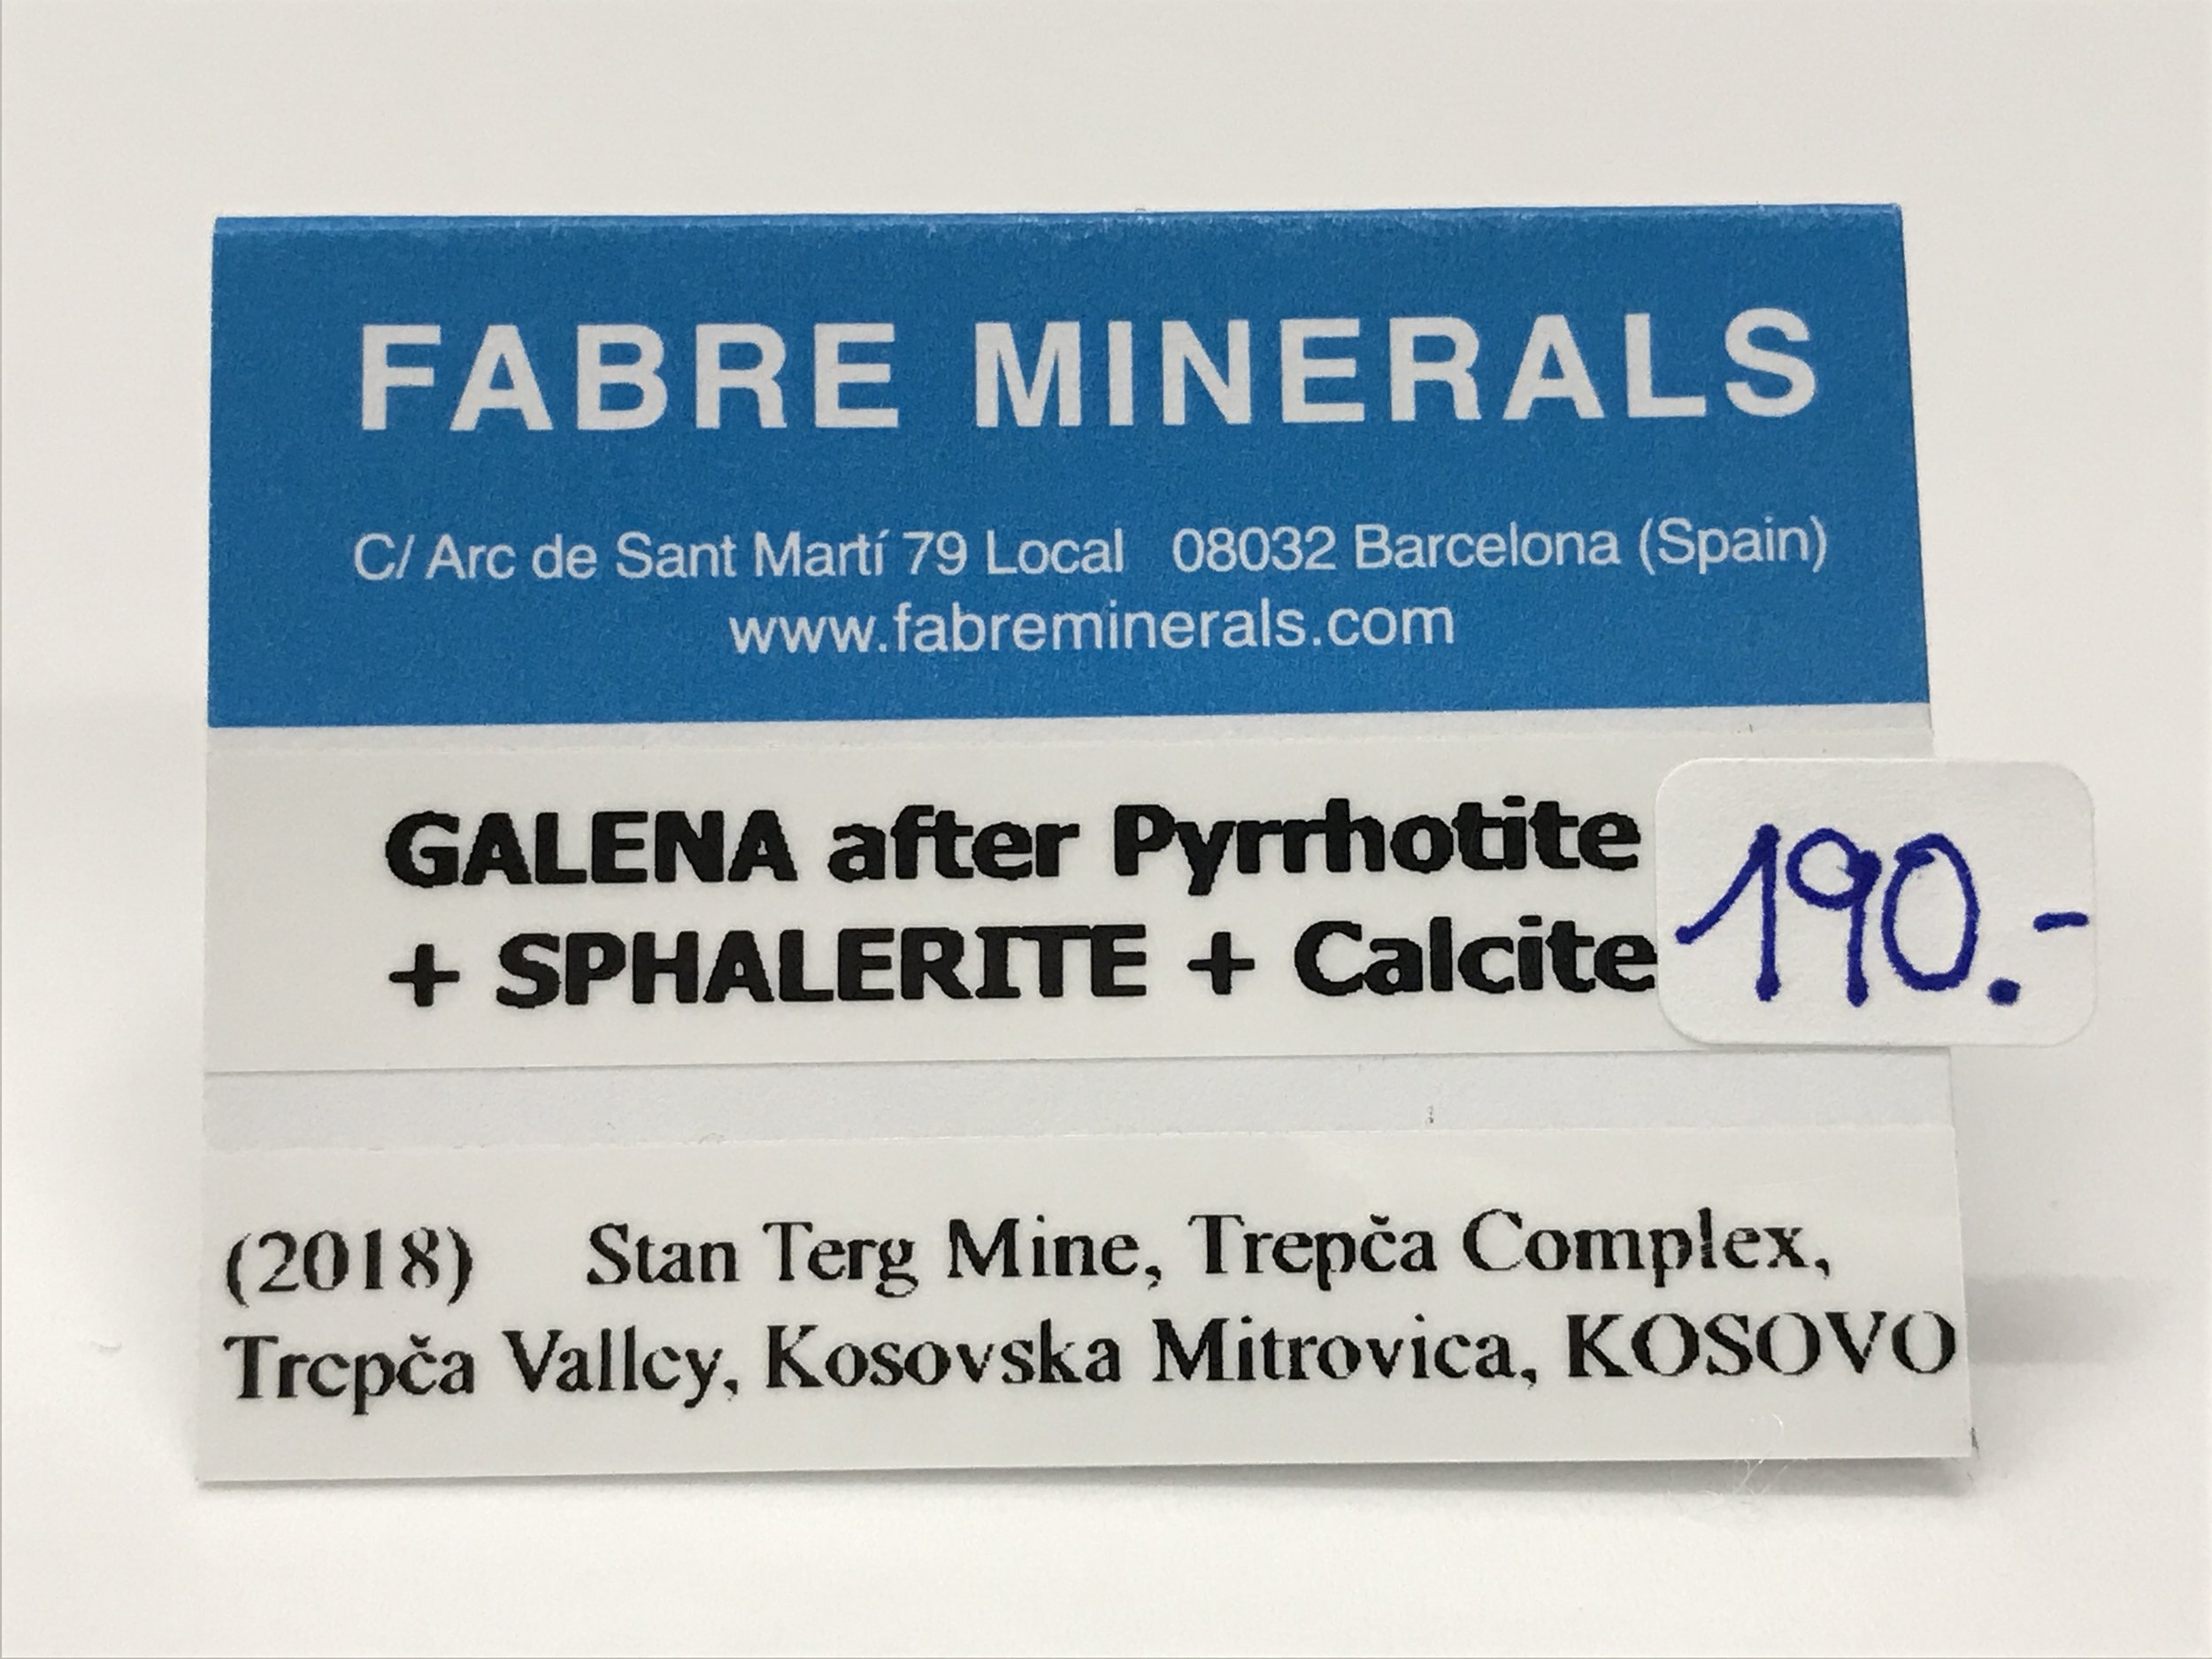 FABRE MINERALS
C/ Arc de Sant Martí 79 Local 08032 Barcelona (Spain)
www.fabreminerals.com
GALENA after Pyrrhotite
+ SPHALERITE + Calcite
190.-
(2018) Stan Terg Mine, Trepča Complex,
Trepča Valley, Kosovska Mitrovica, KOSOVO